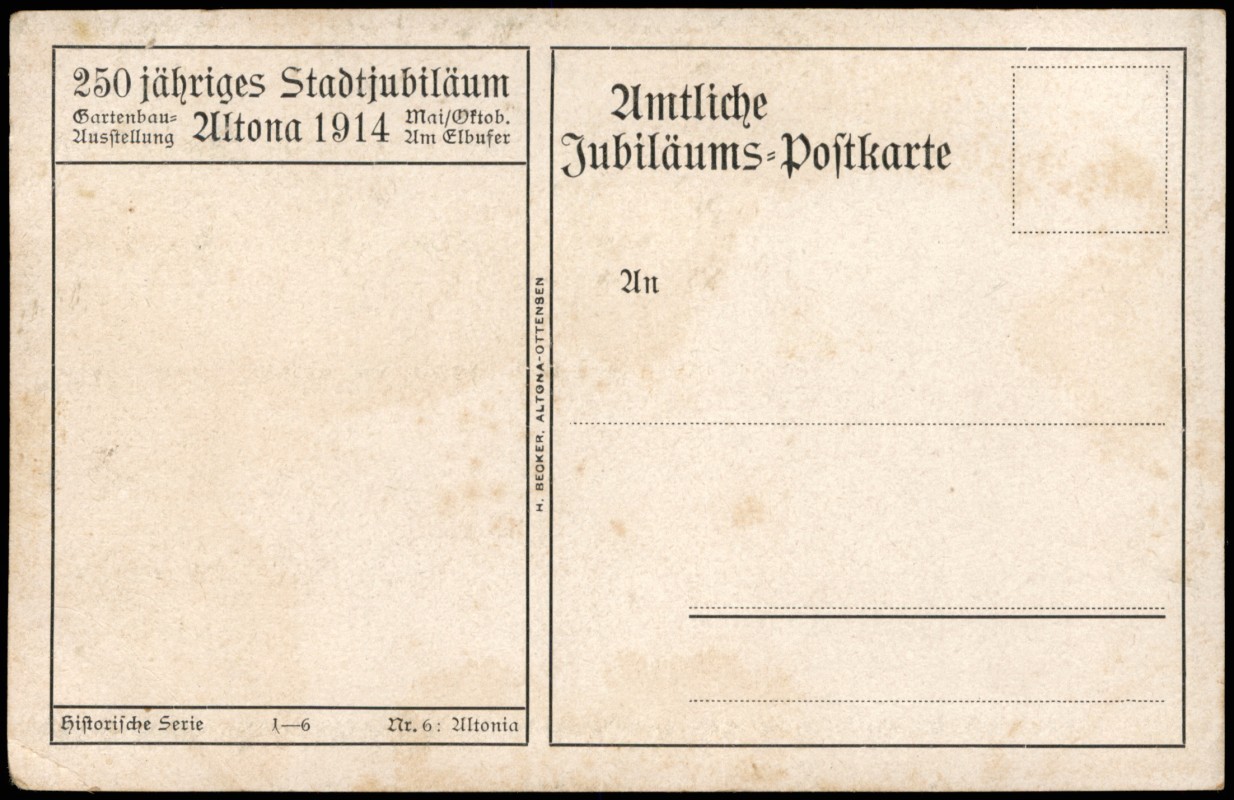 250 jähriges Stadtjubiläum
Gartenbau=
Ausstellung
Altona 1914
Mai/Oktob.
Am Elbufer
Amtliche
Jubiläums=Postkarte
An
H. BECKER, ALTONA-OTTENSEN
Historische Serie 1—6 Nr. 6: Altonia